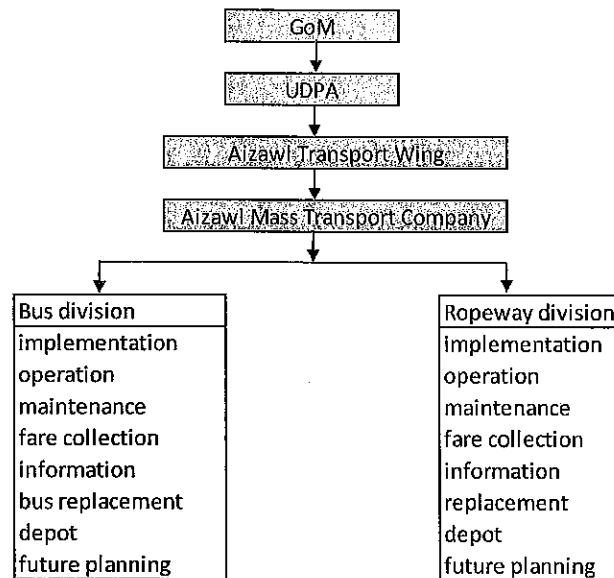 GoM
UDPA
Aizawl Transport Wing
Aizawl Mass Transport Company
Bus division
implementation
operation
maintenance
fare collection
information
bus replacement
depot
future planning
Ropeway division
implementation
operation
maintenance
fare collection
information
replacement
depot
future planning